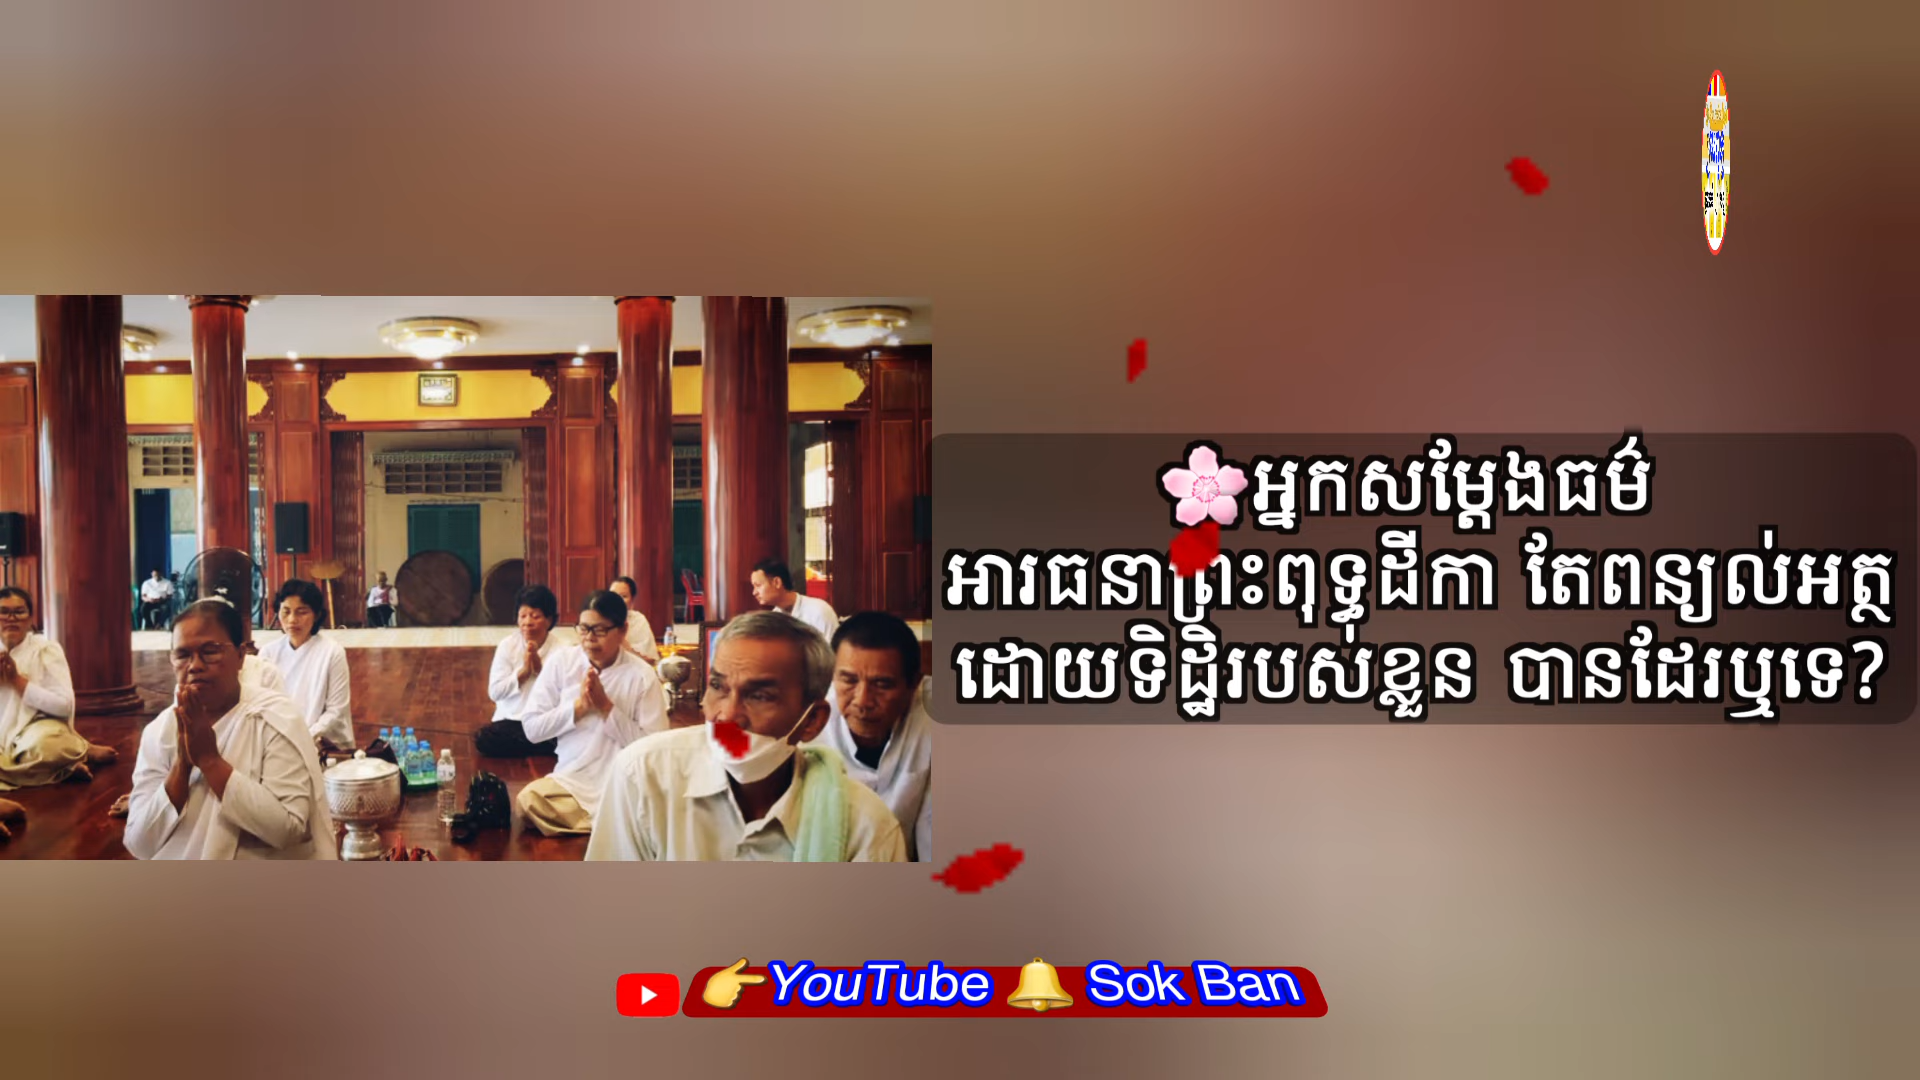 🌸អ្នកសម្ដែងធម៌
អារធនាព្រះពុទ្ធដីកា តែពន្យល់អត្ថ
ដោយទិដ្ឋិរបស់ខ្លួន បានដែរឬទេ?
👉YouTube 🔔 Sok Ban